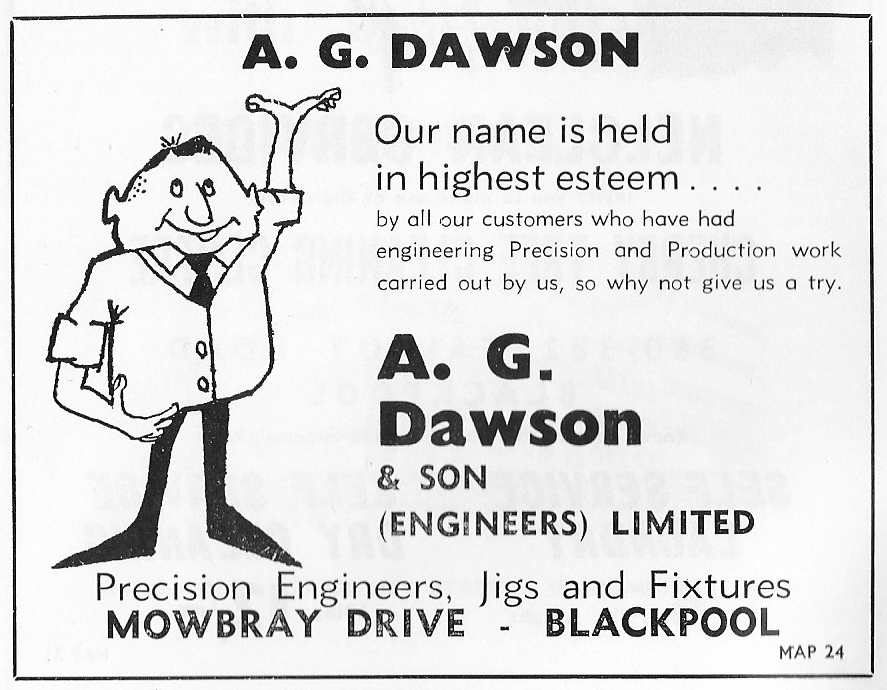 A. G. DAWSON
Our name is held
in highest esteem . . . .
by all our customers who have had
engineering Precision and Production work
carried out by us, so why not give us a try.
A. G.
Dawson
& SON
(ENGINEERS) LIMITED
Precision Engineers, Jigs and Fixtures
MOWBRAY DRIVE - BLACKPOOL
MAP 24